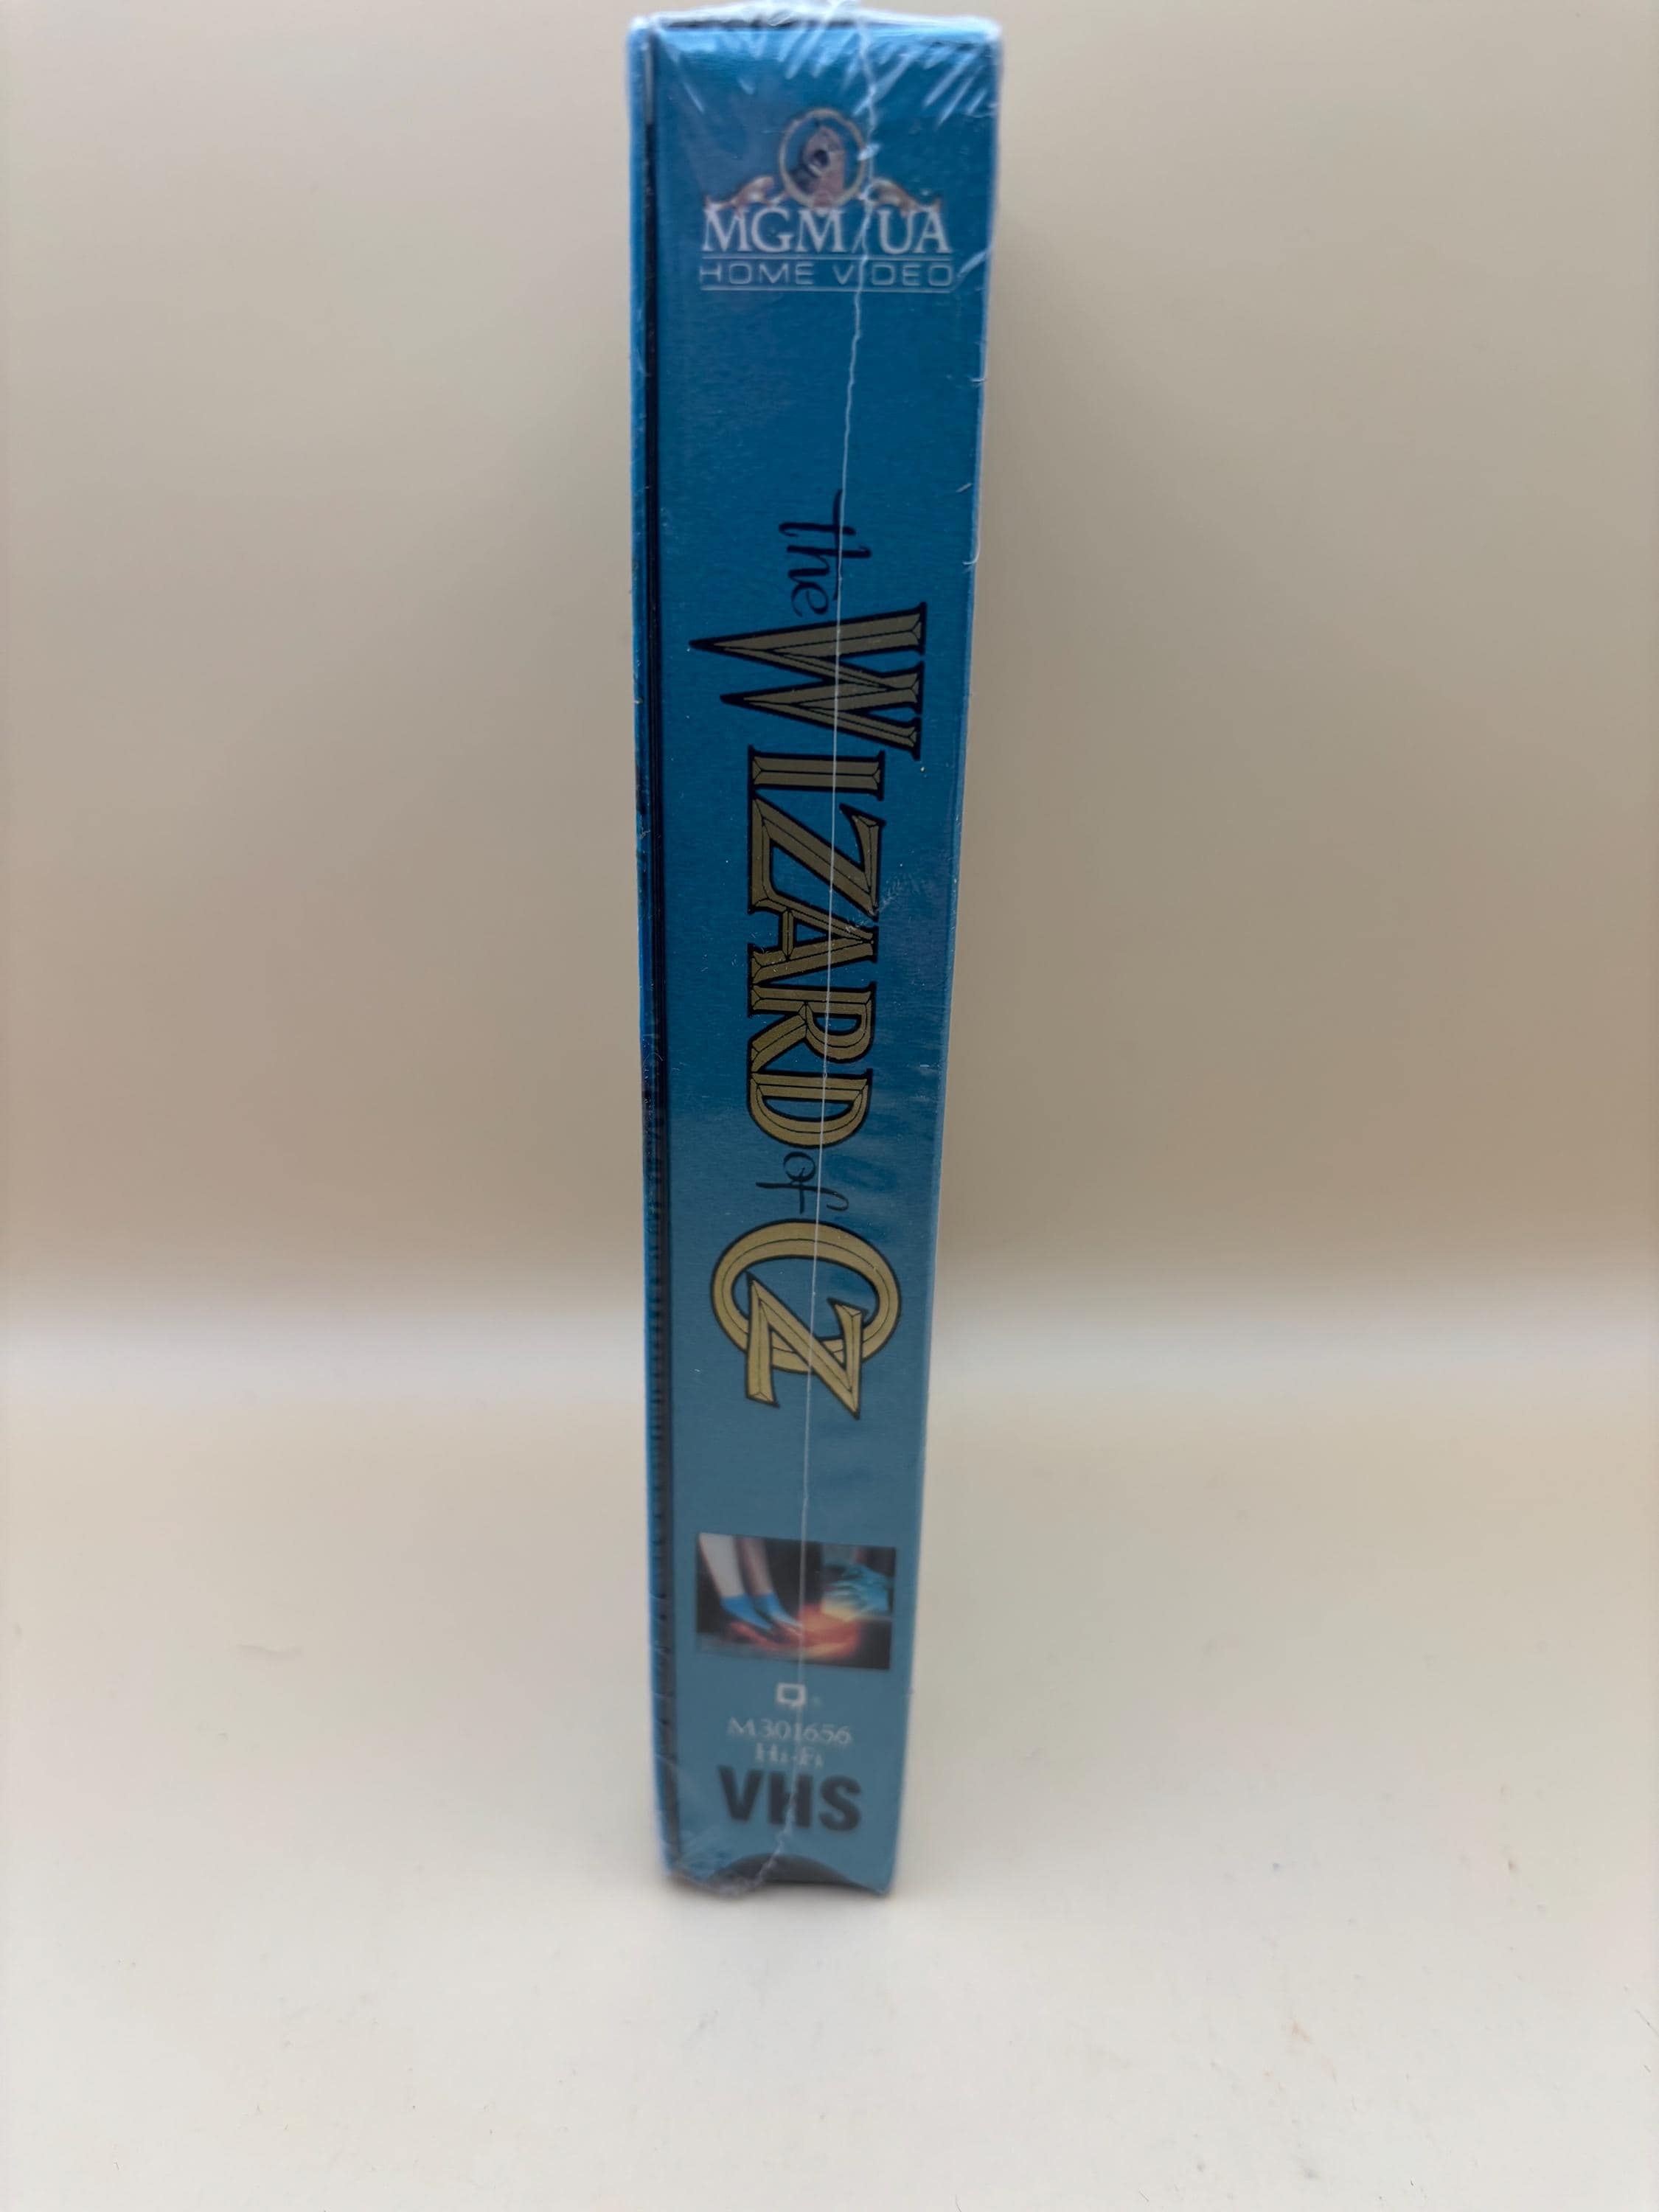 MGM/UA
HOME VIDEO
the WIZARD of OZ
M301656
Hi-Fi
VHS